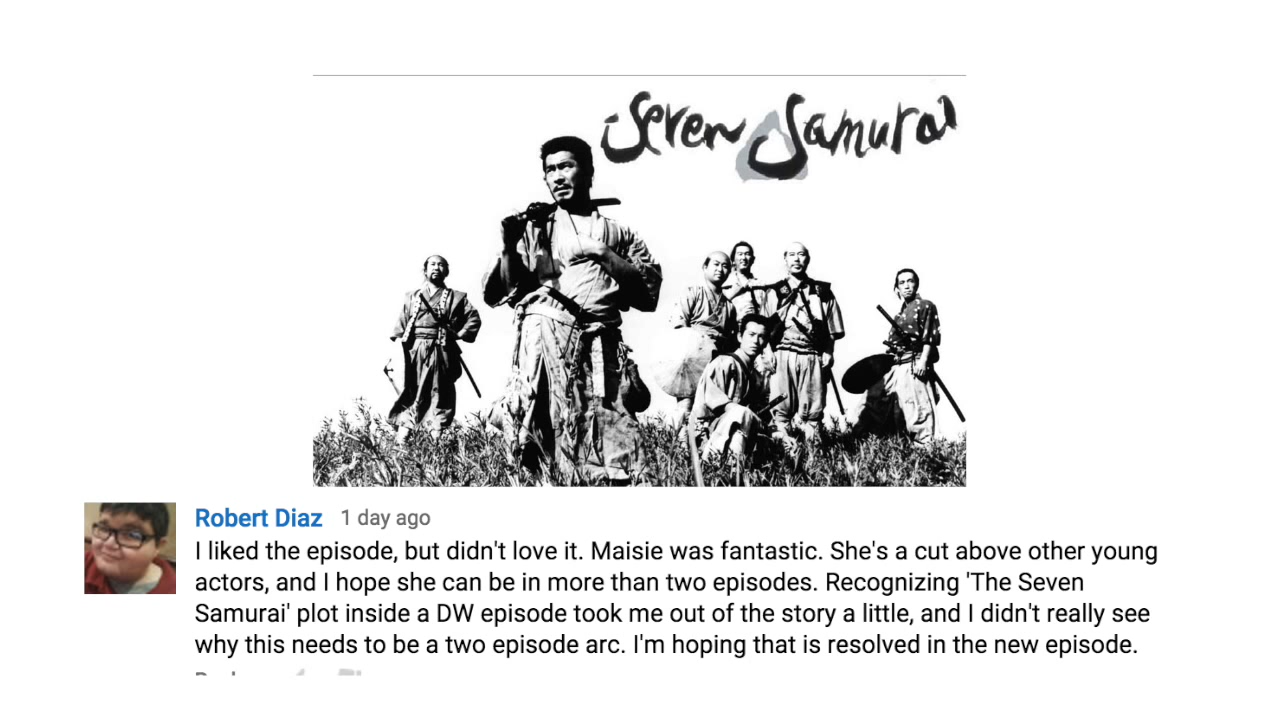 Seven Samurai
Robert Diaz 1 day ago
I liked the episode, but didn't love it. Maisie was fantastic. She's a cut above other young
actors, and I hope she can be in more than two episodes. Recognizing 'The Seven
Samurai' plot inside a DW episode took me out of the story a little, and I didn't really see
why this needs to be a two episode arc. I'm hoping that is resolved in the new episode.